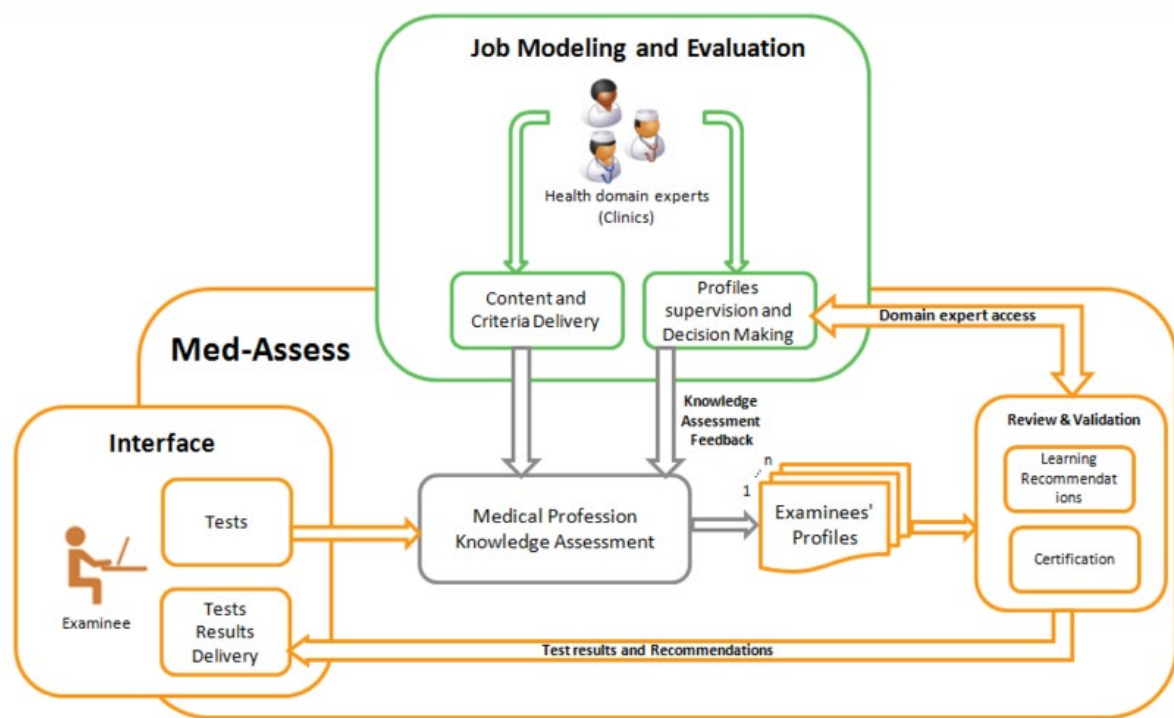 Job Modeling and Evaluation
Health domain experts
(Clinics)
Content and
Criteria Delivery
Profiles
supervision and
Decision Making
Domain expert access
Med-Assess
Knowledge
Assessment
Feedback
Interface
Tests
Examinee
Tests
Results
Delivery
Medical Profession
Knowledge Assessment
n
1
Examinees'
Profiles
Review & Validation
Learning
Recommendat
ions
Certification
Test results and Recommendations